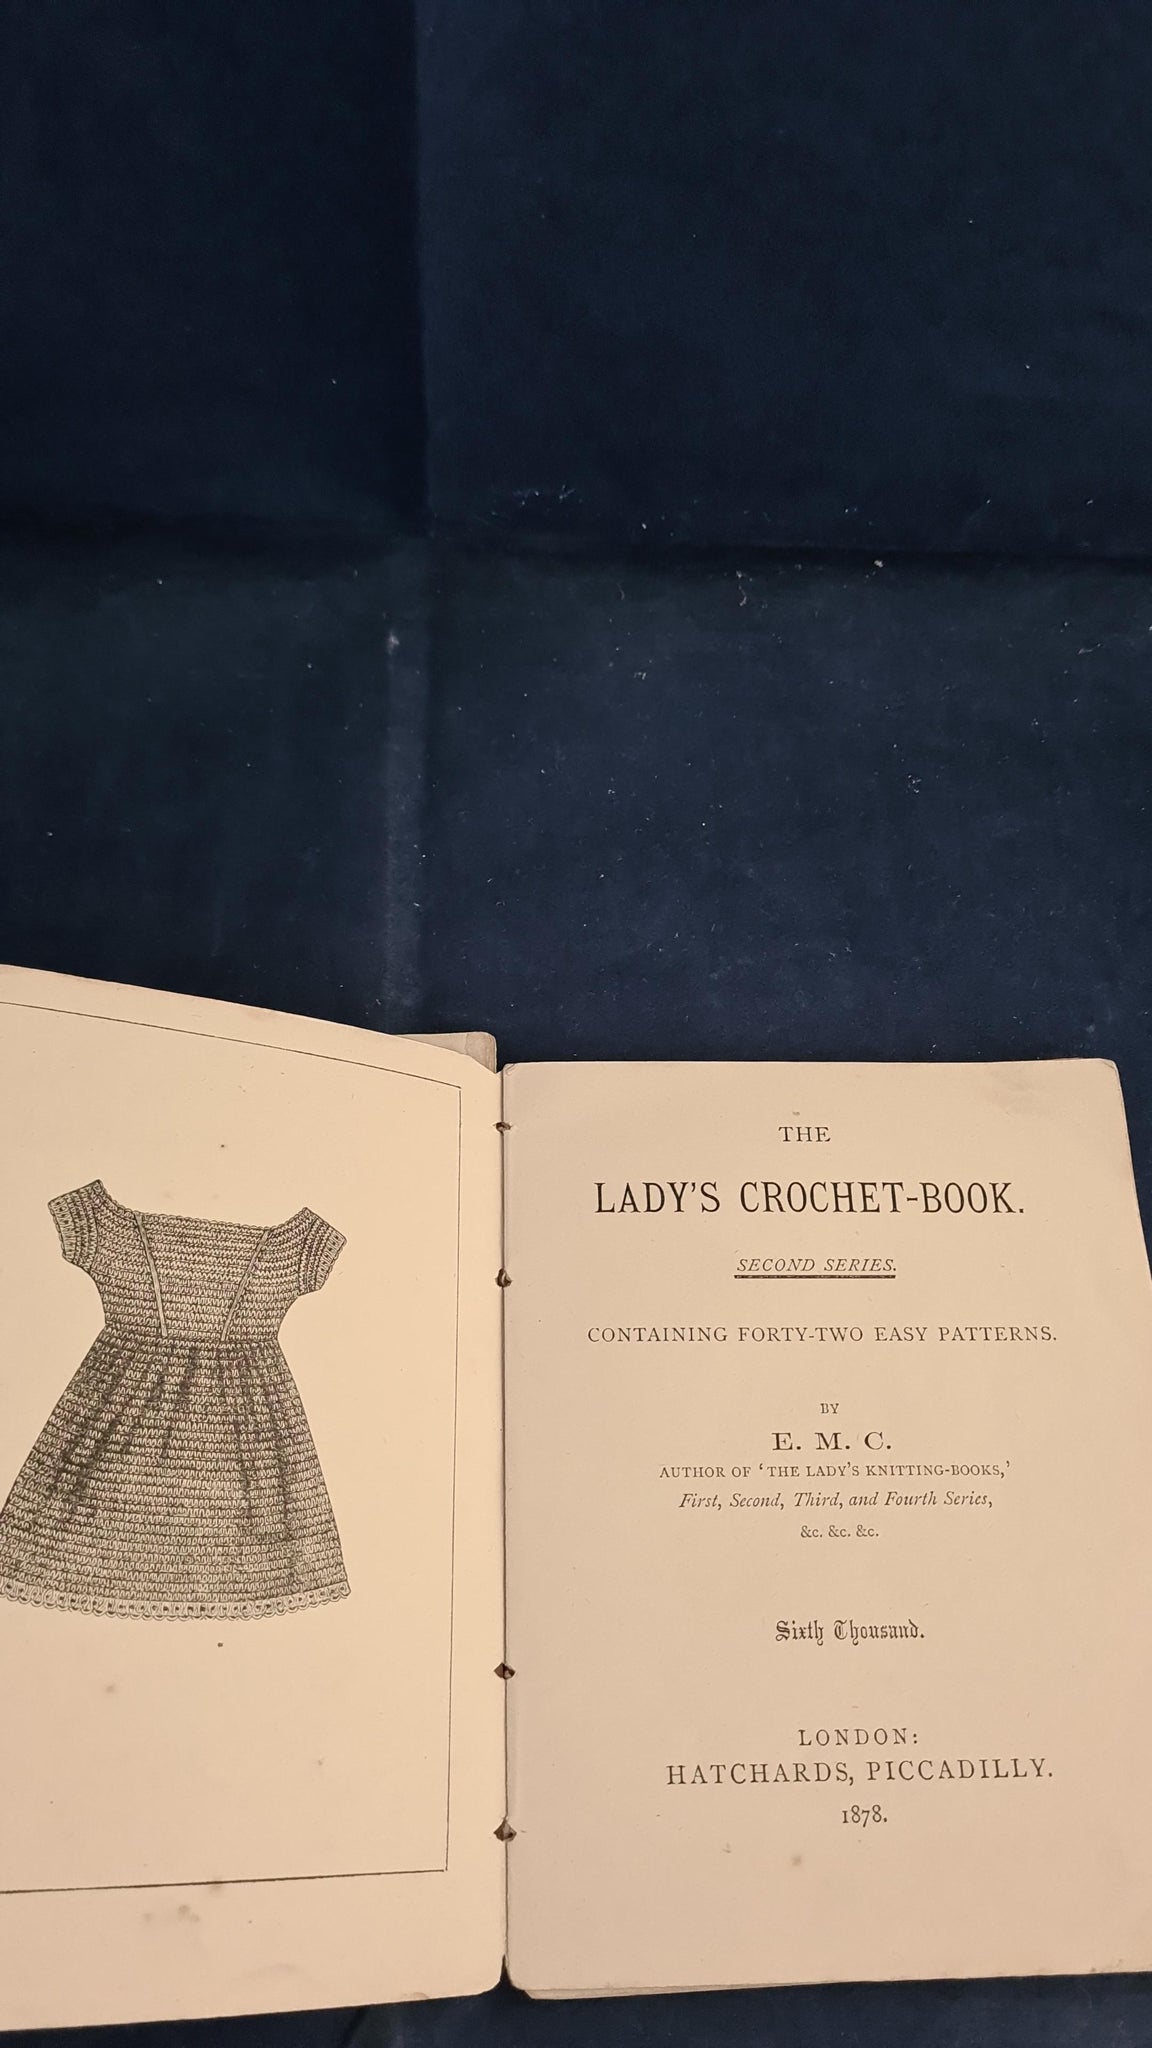 THE
LADY'S CROCHET-BOOK.
SECOND SERIES.
CONTAINING FORTY-TWO EASY PATTERNS.
BY
E. M. C.
AUTHOR OF 'THE LADY'S KNITTING-BOOKS,'
First, Second, Third, and Fourth Series,
&c. &c. &c.
Sixth Thousand.
LONDON:
HATCHARDS, PICCADILLY.
1878.